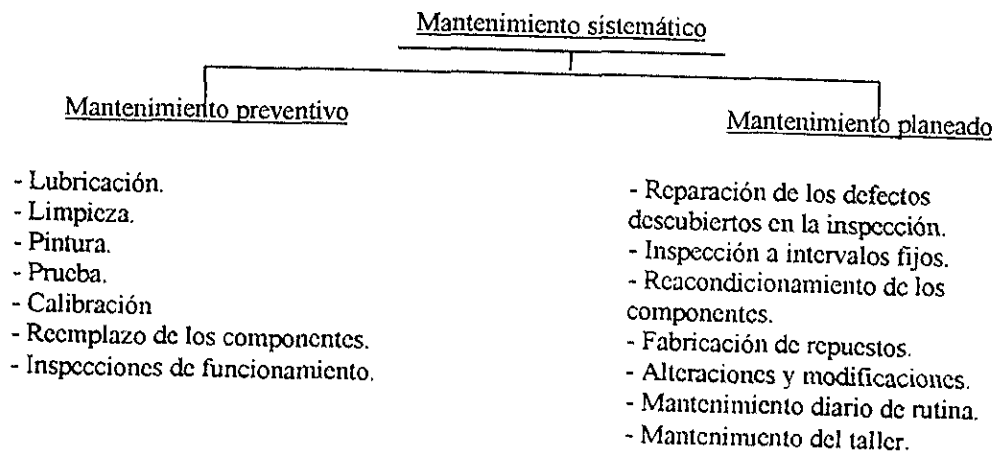 Mantenimiento sistemático
Mantenimiento preventivo
- Lubricación.
- Limpieza.
- Pintura.
- Prueba.
- Calibración
- Reemplazo de los componentes.
- Inspecciones de funcionamiento.
Mantenimiento planeado
- Reparación de los defectos
descubiertos en la inspección.
- Inspección a intervalos fijos.
- Reacondicionamiento de los
componentes.
- Fabricación de repuestos.
- Alteraciones y modificaciones.
- Mantenimiento diario de rutina.
- Mantenimiento del taller.